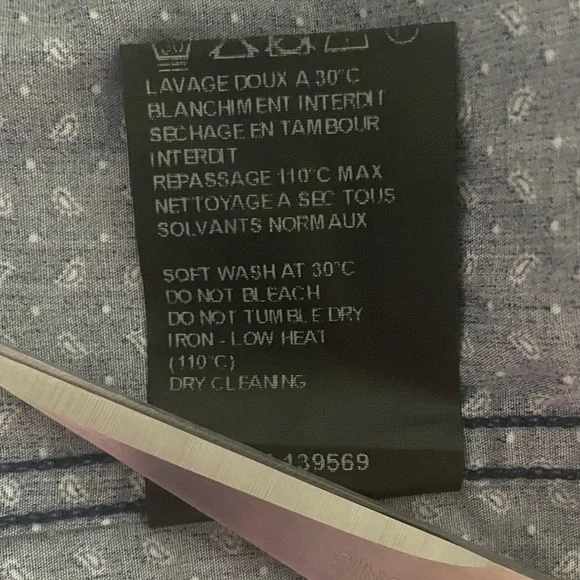 LAVAGE DOUX A 30°C
BLANCHIMENT INTERDIT
SECHAGE EN TAMBOUR
INTERDIT
REPASSAGE 110°C MAX
NETTOYAGE A SEC TOUS
SOLVANTS NORMAUX
SOFT WASH AT 30°C
DO NOT BLEACH
DO NOT TUMBLE DRY
IRON - LOW HEAT
(110°C)
DRY CLEANING
139569